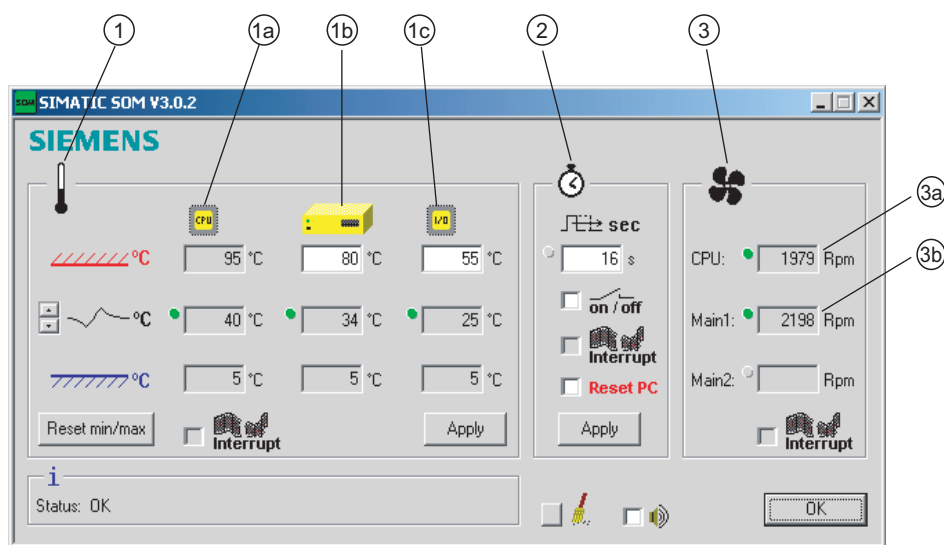 1 1a 1b 1c 2 3
SOM SIMATIC SOM V3.0.2
SIEMENS
CPU I/O
sec
3a
°C 95 °C 80 °C 55 °C 16 s CPU: 1979 Rpm
3b
on / off
°C 40 °C 34 °C 25 °C Main1: 2198 Rpm
Interrupt
°C 5 °C 5 °C 5 °C Reset PC Main2: Rpm
Reset min/max Interrupt Apply Apply Interrupt
i
Status: OK
OK